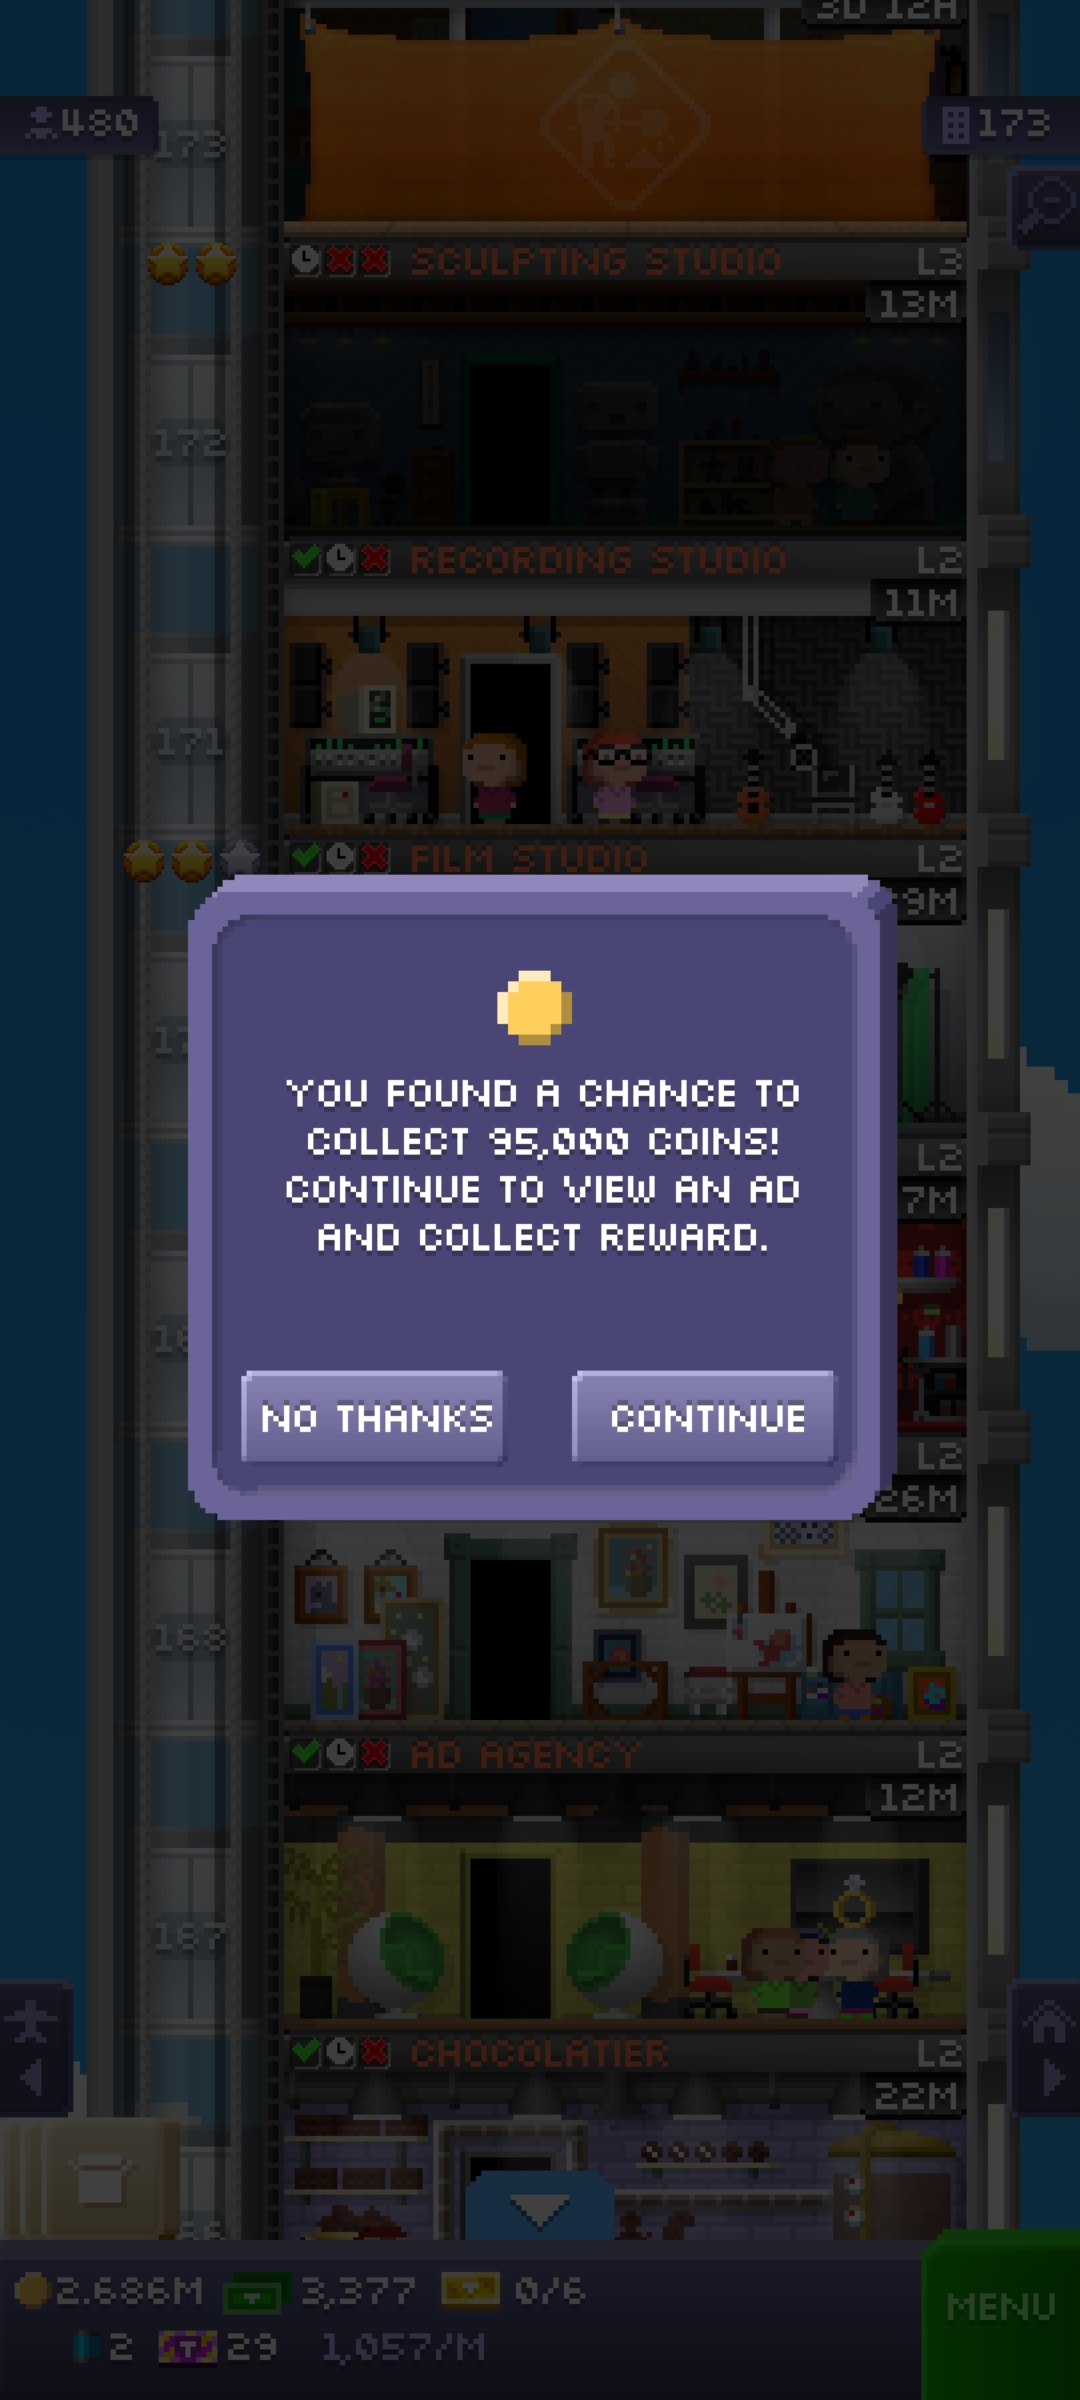 3D 12H
480
173
173
SCULPTING STUDIO L3
13M
172
RECORDING STUDIO L2
11M
171
FILM STUDIO L2
9M
YOU FOUND A CHANCE TO
COLLECT 95,000 COINS!
CONTINUE TO VIEW AN AD
AND COLLECT REWARD.
L2
7M
NO THANKS
CONTINUE
L2
26M
168
AD AGENCY L2
12M
167
CHOCOLATIER L2
22M
2.686M 3,377 0/6
MENU
2 29 1,057/M